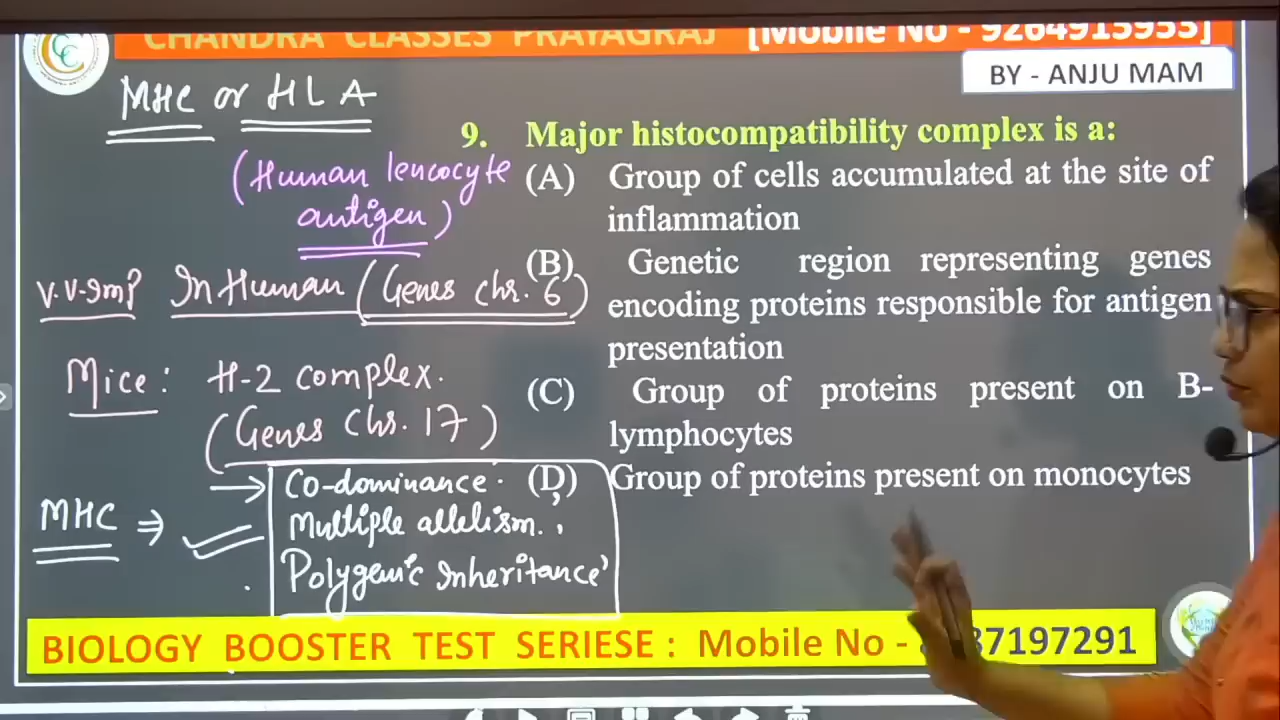 CHANDRA CLASSES PRAYAGRAJ [Mobile No - 9264915953]
BY - ANJU MAM
MHC or HLA
(Human leucocyte
antigen)
V.V. Imp In Human (Genes chr. 6)
Mice: H-2 complex.
(Genes Chs. 17)
MHC ⇒
→ Co-dominance.
Multiple allelism.,
Polygenic Inheritance
9. Major histocompatibility complex is a:
(A) Group of cells accumulated at the site of
inflammation
(B) Genetic region representing genes
encoding proteins responsible for antigen
presentation
(C) Group of proteins present on B-
lymphocytes
(D) Group of proteins present on monocytes
BIOLOGY BOOSTER TEST SERIESE : Mobile No - 37197291